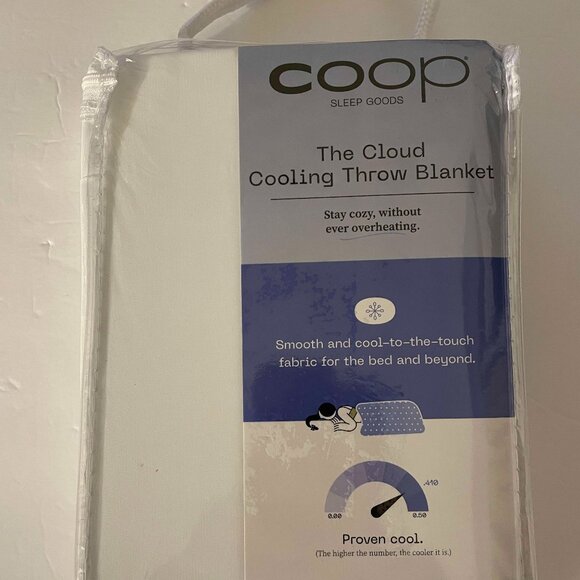 coop
SLEEP GOODS
The Cloud
Cooling Throw Blanket
Stay cozy, without
ever overheating.
Smooth and cool-to-the-touch
fabric for the bed and beyond.
.410
0.00 0.50
Proven cool.
(The higher the number, the cooler it is.)